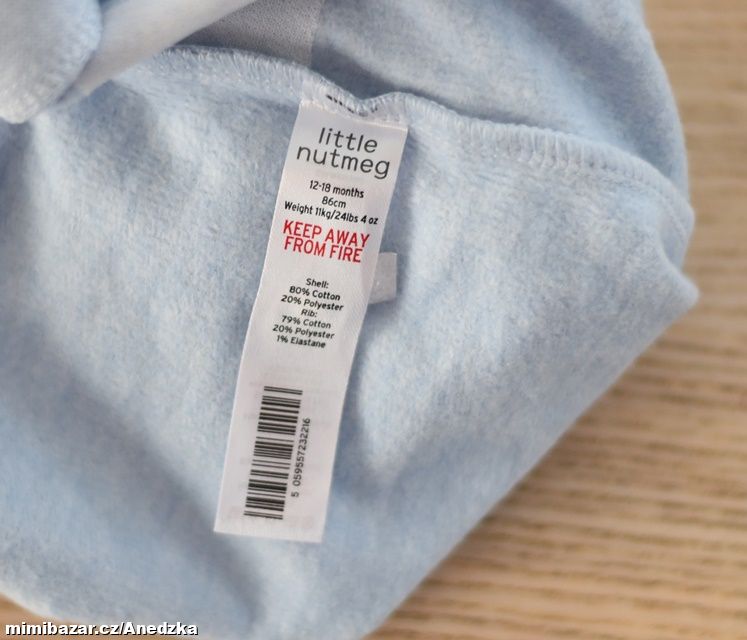 little
nutmeg
12-18 months
86cm
Weight 11kg/24lbs 4 oz
KEEP AWAY
FROM FIRE
Shell:
80% Cotton
20% Polyester
Rib:
79% Cotton
20% Polyester
1% Elastane
5 059557232216
mimibazar.cz/Anedzka